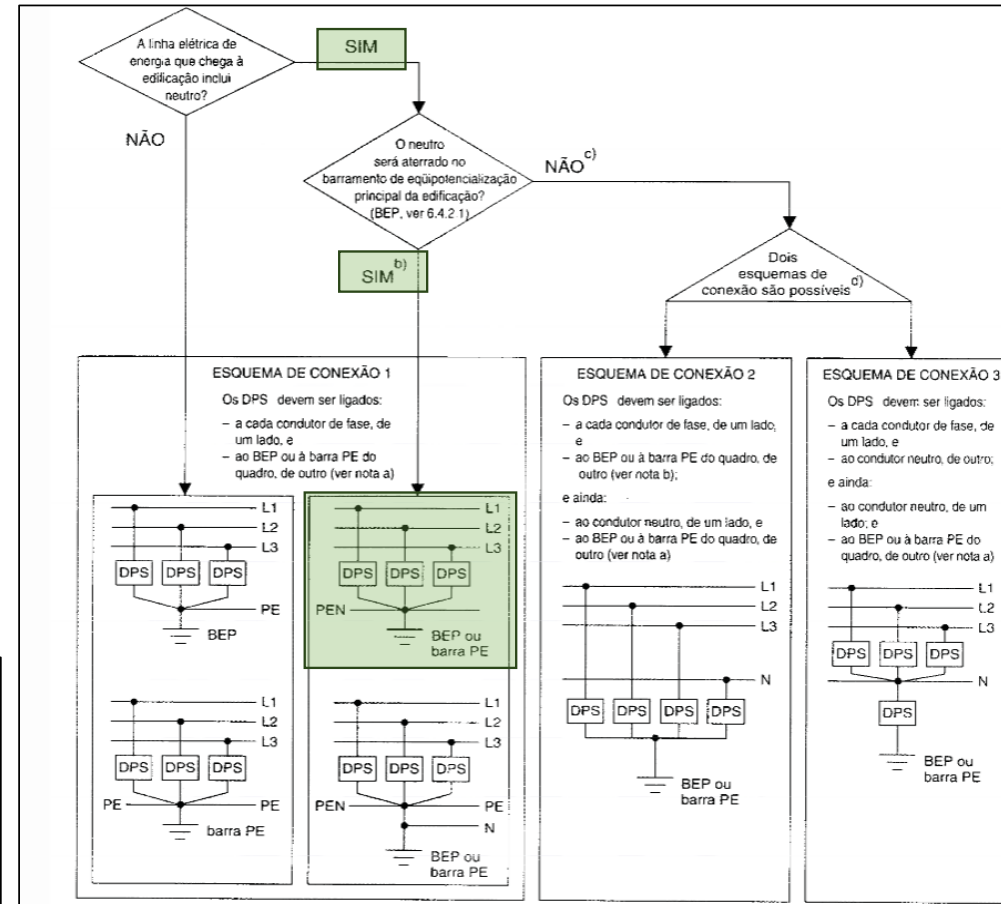 A linha elétrica de
energia que chega à
edificação inclui
neutro?
SIM
NÃO
O neutro
será aterrado no
barramento de eqüipotencialização
principal da edificação?
(BEP, ver 6.4.2.1)
NÃO c)
SIM b)
Dois
esquemas de
conexão são possíveis d)
ESQUEMA DE CONEXÃO 1
Os DPS devem ser ligados:
– a cada condutor de fase, de
um lado, e
– ao BEP ou à barra PE do
quadro, de outro (ver nota a)
L1
L2
L3
DPS DPS DPS
PE
BEP
L1
L2
L3
DPS DPS DPS
PE PE
barra PE
L1
L2
L3
DPS DPS DPS
PEN
BEP ou
barra PE
L1
L2
L3
DPS DPS DPS
PEN PE
N
BEP ou
barra PE
ESQUEMA DE CONEXÃO 2
Os DPS devem ser ligados:
– a cada condutor de fase, de um lado,
e
– ao BEP ou à barra PE do quadro, de
outro (ver nota b);
e ainda:
– ao condutor neutro, de um lado, e
– ao BEP ou à barra PE do quadro, de
outro (ver nota a)
L1
L2
L3
N
DPS DPS DPS DPS
BEP ou
barra PE
ESQUEMA DE CONEXÃO 3
Os DPS devem ser ligados:
– a cada condutor de fase, de
um lado, e
– ao condutor neutro, de outro;
e ainda:
– ao condutor neutro, de um
lado; e
– ao BEP ou à barra PE do
quadro, de outro (ver nota a)
L1
L2
L3
DPS DPS DPS
N
DPS
BEP ou
barra PE